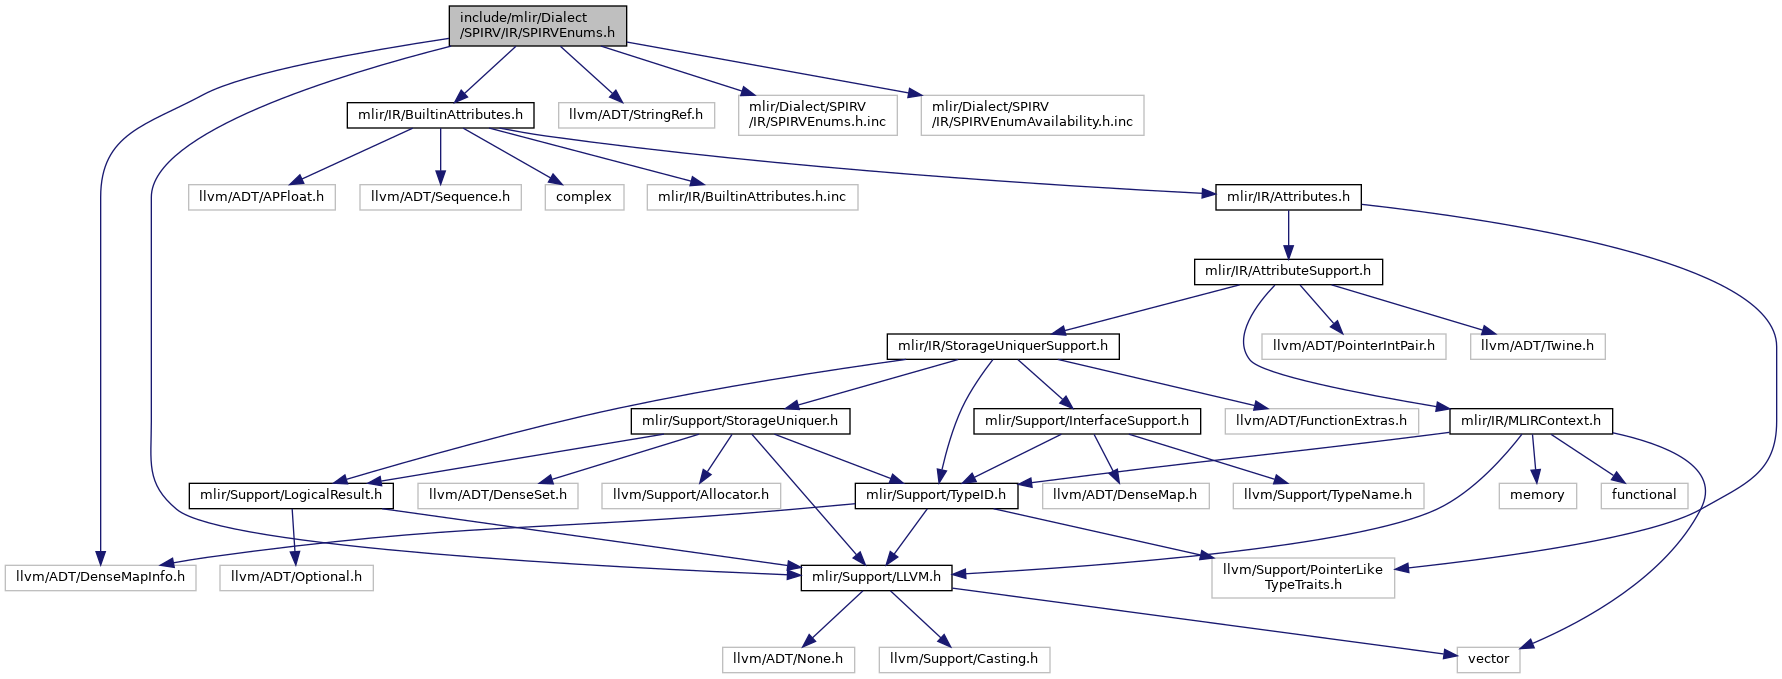 include/mlir/Dialect
/SPIRV/IR/SPIRVEnums.h
mlir/IR/BuiltinAttributes.h
llvm/ADT/StringRef.h
mlir/Dialect/SPIRV
/IR/SPIRVEnums.h.inc
mlir/Dialect/SPIRV
/IR/SPIRVEnumAvailability.h.inc
llvm/ADT/APFloat.h
llvm/ADT/Sequence.h
complex
mlir/IR/BuiltinAttributes.h.inc
mlir/IR/Attributes.h
mlir/IR/AttributeSupport.h
mlir/IR/StorageUniquerSupport.h
llvm/ADT/PointerIntPair.h
llvm/ADT/Twine.h
mlir/Support/StorageUniquer.h
mlir/Support/InterfaceSupport.h
llvm/ADT/FunctionExtras.h
mlir/IR/MLIRContext.h
mlir/Support/LogicalResult.h
llvm/ADT/DenseSet.h
llvm/Support/Allocator.h
mlir/Support/TypeID.h
llvm/ADT/DenseMap.h
llvm/Support/TypeName.h
memory
functional
llvm/ADT/DenseMapInfo.h
llvm/ADT/Optional.h
mlir/Support/LLVM.h
llvm/Support/PointerLike
TypeTraits.h
llvm/ADT/None.h
llvm/Support/Casting.h
vector